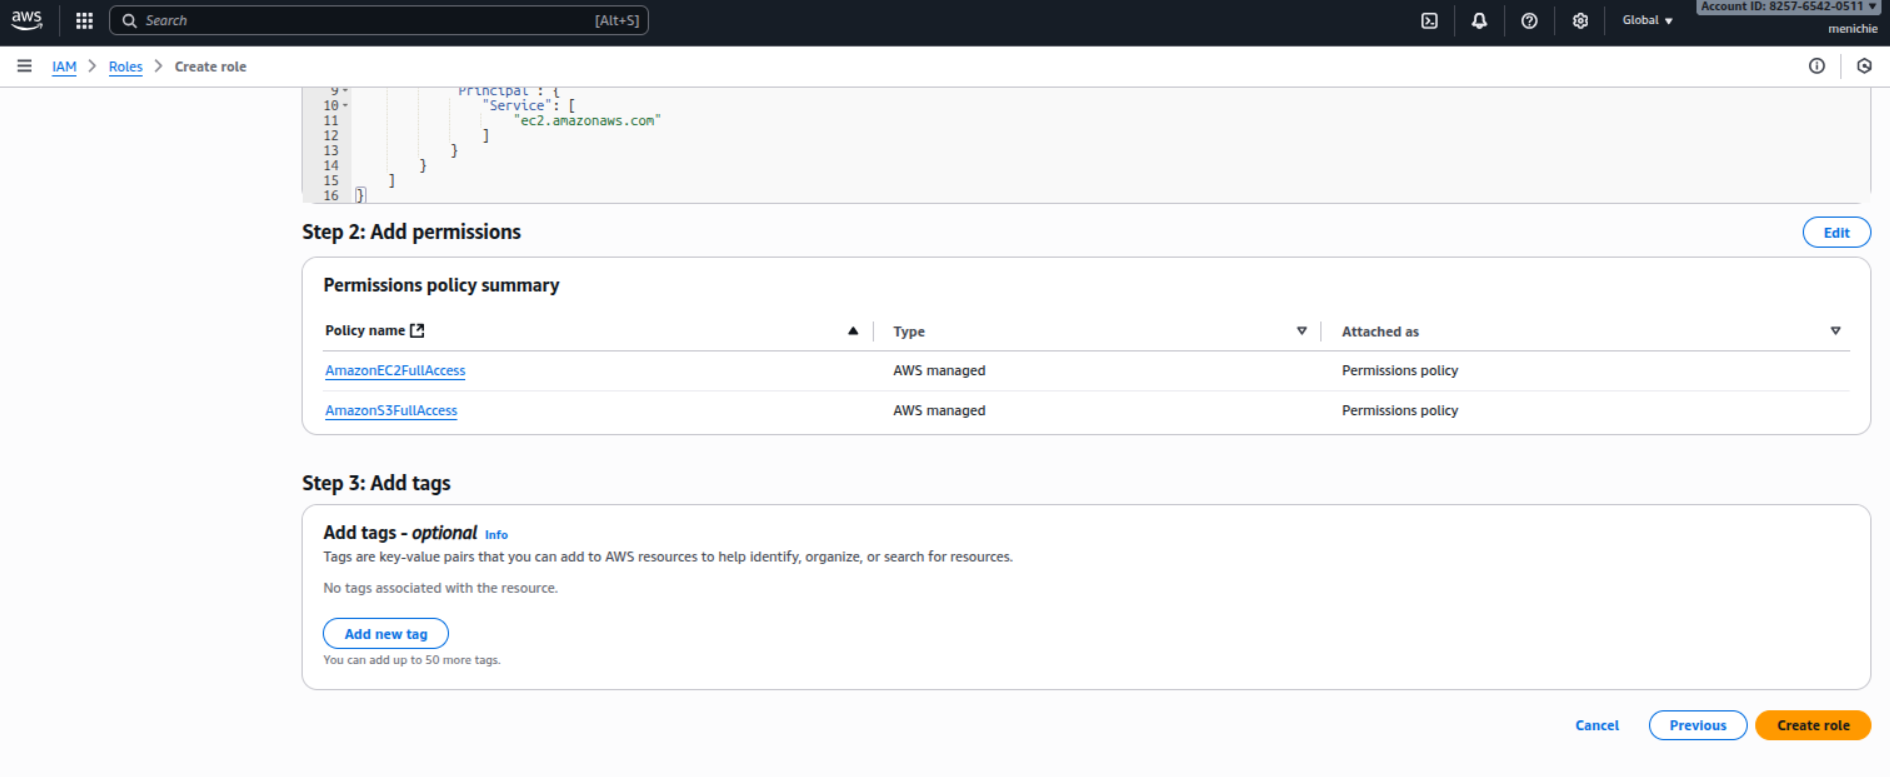 aws
Search [Alt+S]
Global
Account ID: 8257-6542-0511
menichie
IAM > Roles > Create role
9 Principal : {
10 "Service": [
11 "ec2.amazonaws.com"
12 ]
13 }
14 }
15 ]
16 }
Step 2: Add permissions
Edit
Permissions policy summary
Policy name Type Attached as
AmazonEC2FullAccess AWS managed Permissions policy
AmazonS3FullAccess AWS managed Permissions policy
Step 3: Add tags
Add tags - optional Info
Tags are key-value pairs that you can add to AWS resources to help identify, organize, or search for resources.
No tags associated with the resource.
Add new tag
You can add up to 50 more tags.
Cancel Previous Create role